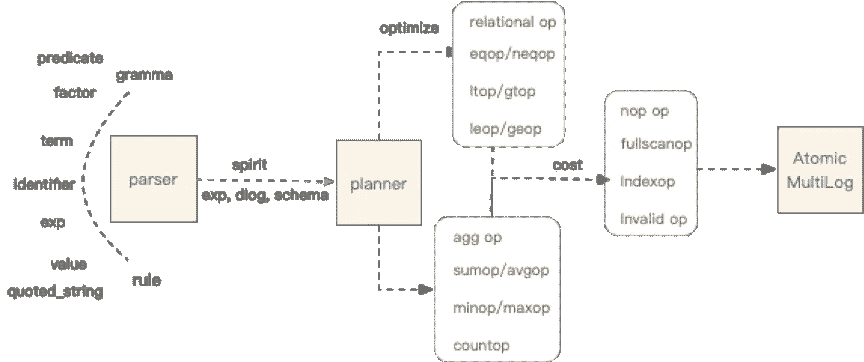 predicate
gramma
factor
term
identifier
exp
value
quoted_string
rule
parser
spirit
exp, dlog, schema
planner
optimize
relational op
eqop/neqop
ltop/gtop
leop/geop
agg op
sumop/avgop
minop/maxop
countop
cost
nop op
fullscanop
Indexop
Invalid op
Atomic
MultiLog